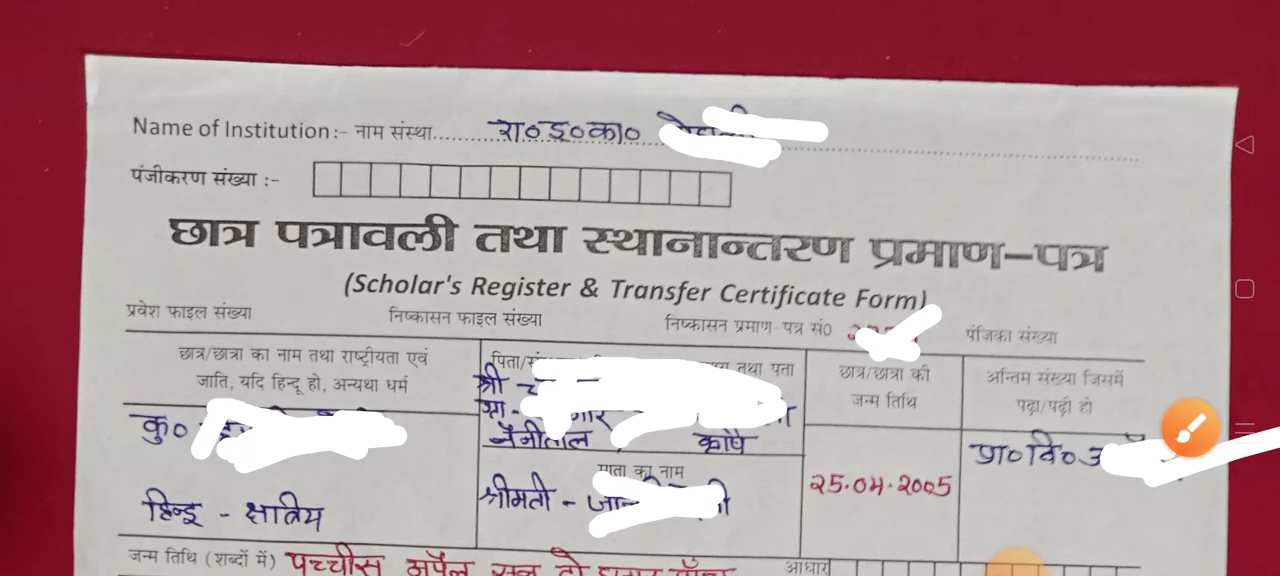 Name of Institution :- नाम संस्था.......... रा०इ०का०
पंजीकरण संख्या :-
छात्र पत्रावली तथा स्थानान्तरण प्रमाण-पत्र
(Scholar's Register & Transfer Certificate Form)
प्रवेश फाइल संख्या निष्कासन फाइल संख्या निष्कासन प्रमाण-पत्र सं० पंजिका संख्या
छात्र/छात्रा का नाम तथा राष्ट्रीयता एवं
जाति, यदि हिन्दू हो, अन्यथा धर्म
पिता/ तथा पता
छात्र/छात्रा की
जन्म तिथि
अन्तिम संख्या जिसमें
पढ़ा/पढ़ी हो
कु०
श्री
ग्रा-
नैनीताल
प्रा०वि०
माता का नाम
श्रीमती -
25.04.2005
हिन्दू - क्षत्रिय
जन्म तिथि (शब्दों में) पच्चीस अप्रैल सन् दो हजार पाँच
आधार